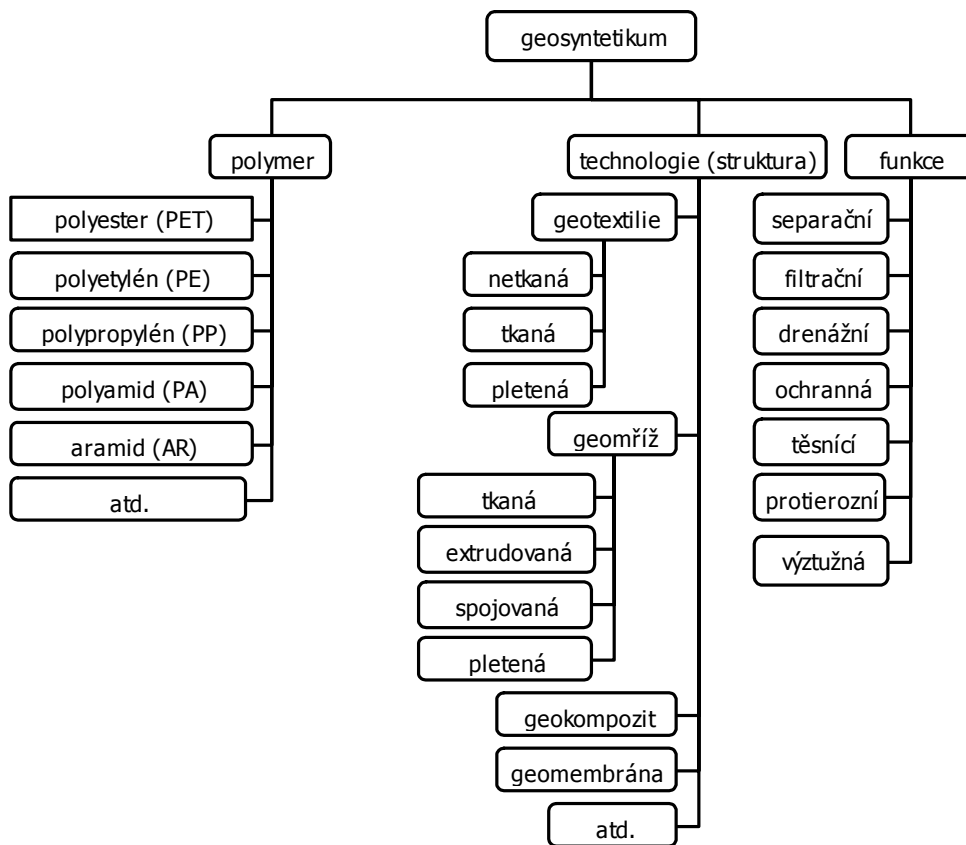 geosyntetikum
polymer
technologie (struktura)
funkce
polyester (PET)
polyetylén (PE)
polypropylén (PP)
polyamid (PA)
aramid (AR)
atd.
geotextilie
netkaná
tkaná
pletená
geomříž
tkaná
extrudovaná
spojovaná
pletená
geokompozit
geomembrána
atd.
separační
filtrační
drenážní
ochranná
těsnící
protierozní
výztužná